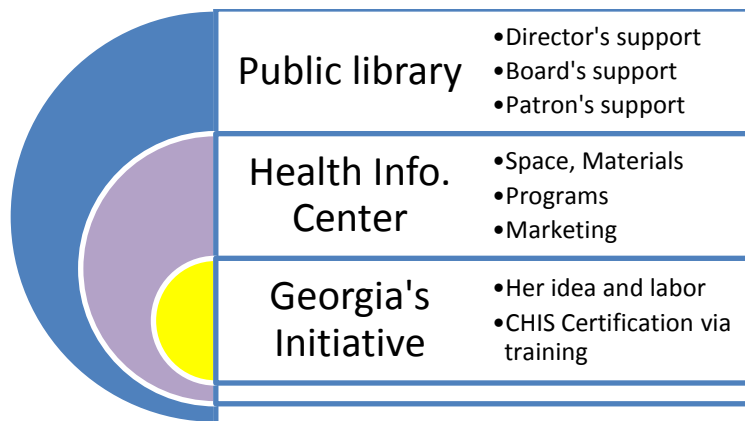 Public library
•Director's support
•Board's support
•Patron's support
Health Info.
Center
•Space, Materials
•Programs
•Marketing
Georgia's
Initiative
•Her idea and labor
•CHIS Certification via
training